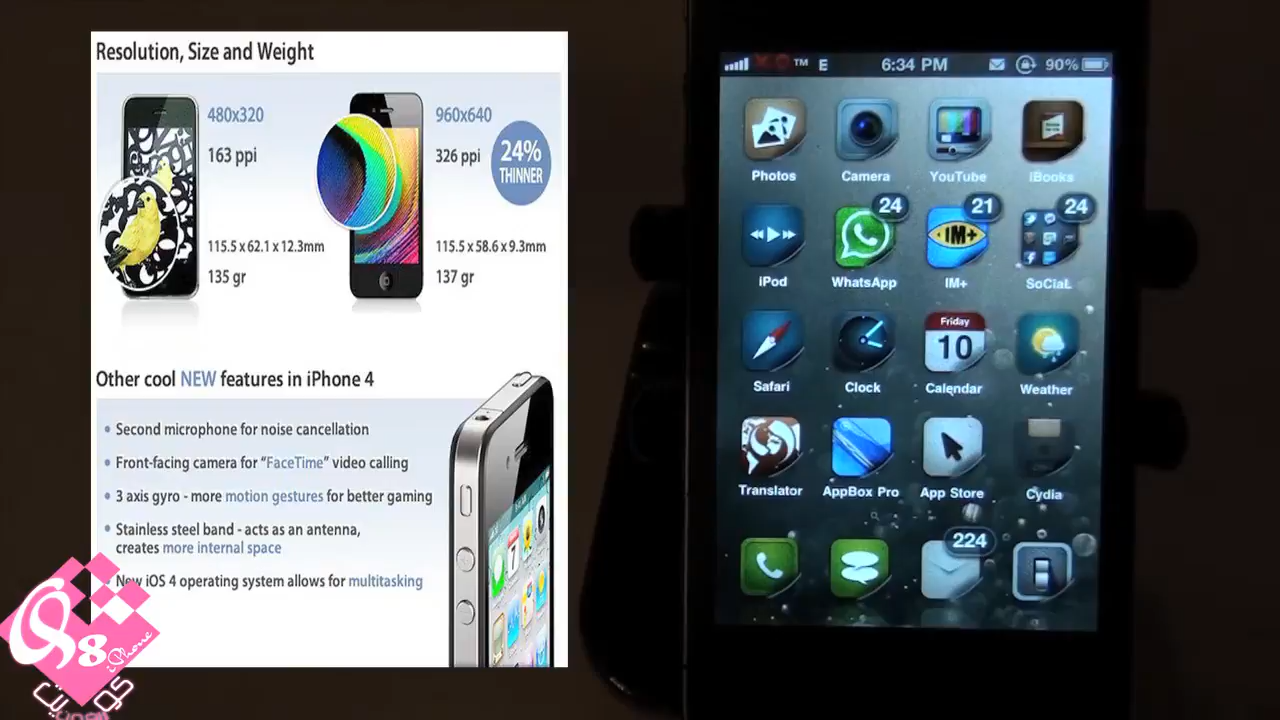 Resolution, Size and Weight
480x320
163 ppi
115.5 x 62.1 x 12.3mm
135 gr
960x640
326 ppi
24%
THINNER
115.5 x 58.6 x 9.3mm
137 gr
Other cool NEW features in iPhone 4
• Second microphone for noise cancellation
• Front-facing camera for “FaceTime” video calling
• 3 axis gyro - more motion gestures for better gaming
• Stainless steel band - acts as an antenna,
creates more internal space
• New iOS 4 operating system allows for multitasking
Q8
iPhone
كويت
™ E 6:34 PM 90%
Photos Camera YouTube iBooks
24 21 24
IM+
iPod WhatsApp IM+ SoCiaL
Friday
10
Safari Clock Calendar Weather
Translator AppBox Pro App Store Cydia
224